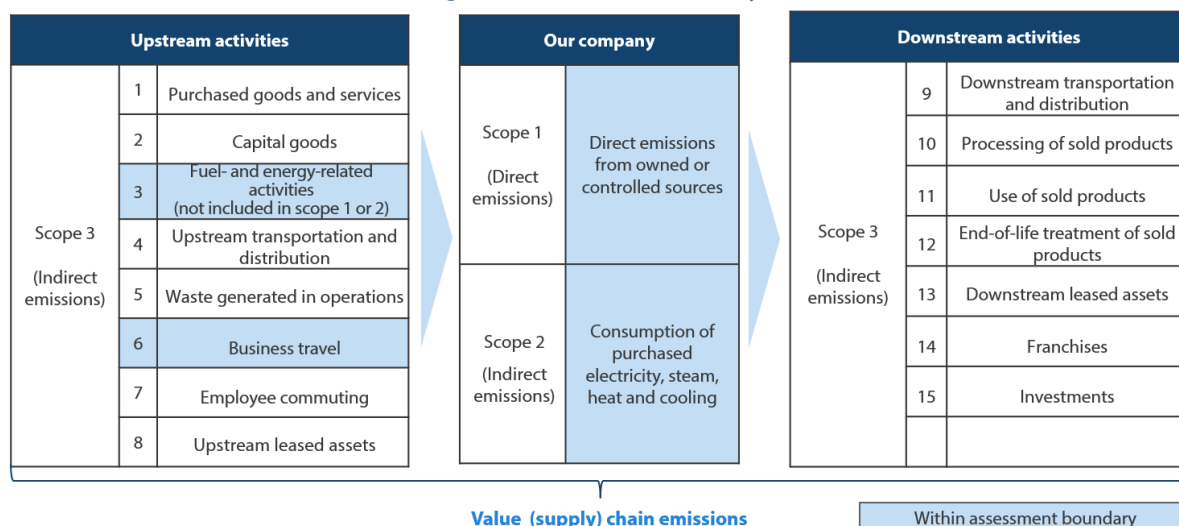 Upstream activities
Scope 3
(Indirect
emissions)
1
Purchased goods and services
2
Capital goods
3
Fuel- and energy-related
activities
(not included in scope 1 or 2)
4
Upstream transportation and
distribution
5
Waste generated in operations
6
Business travel
7
Employee commuting
8
Upstream leased assets
Our company
Scope 1
(Direct
emissions)
Direct emissions
from owned or
controlled sources
Scope 2
(Indirect
emissions)
Consumption of
purchased
electricity, steam,
heat and cooling
Downstream activities
Scope 3
(Indirect
emissions)
9
Downstream transportation
and distribution
10
Processing of sold products
11
Use of sold products
12
End-of-life treatment of sold
products
13
Downstream leased assets
14
Franchises
15
Investments
Value (supply) chain emissions
Within assessment boundary